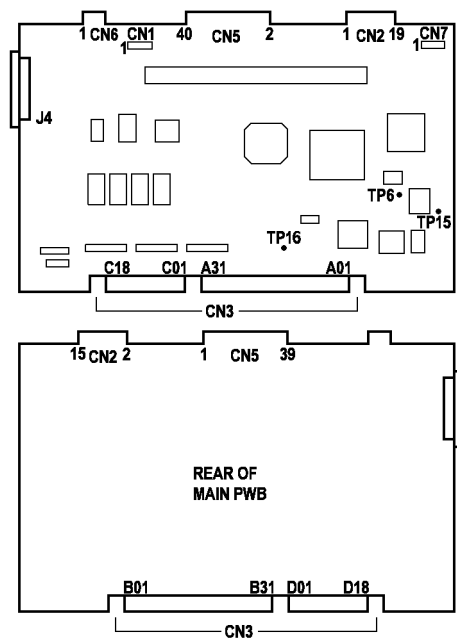 1 CN6 CN1 40 CN5 2 1 CN2 19 CN7
1 1
J4
TP6
TP15
TP16
C18 C01 A31 A01
CN3
15 CN2 2 1 CN5 39
REAR OF
MAIN PWB
B01 B31 D01 D18
CN3